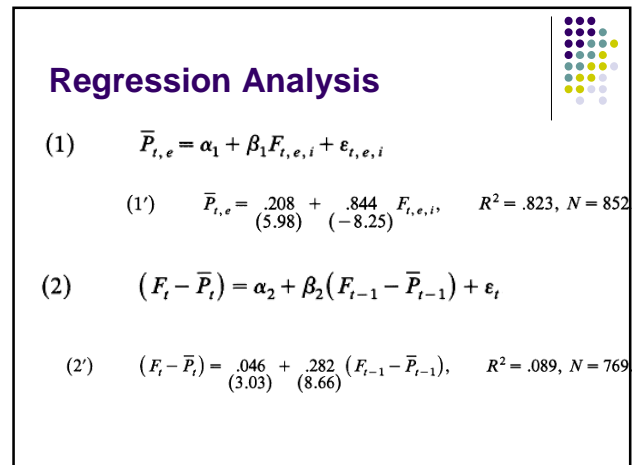 Regression Analysis
(1) P̅ₜ,ₑ = α₁ + β₁Fₜ,ₑ,ᵢ + εₜ,ₑ,ᵢ
(1′) P̅ₜ,ₑ = .208 + .844 Fₜ,ₑ,ᵢ, R² = .823, N = 852
(5.98) (−8.25)
(2) (Fₜ − P̅ₜ) = α₂ + β₂(Fₜ₋₁ − P̅ₜ₋₁) + εₜ
(2′) (Fₜ − P̅ₜ) = .046 + .282 (Fₜ₋₁ − P̅ₜ₋₁), R² = .089, N = 769.
(3.03) (8.66)